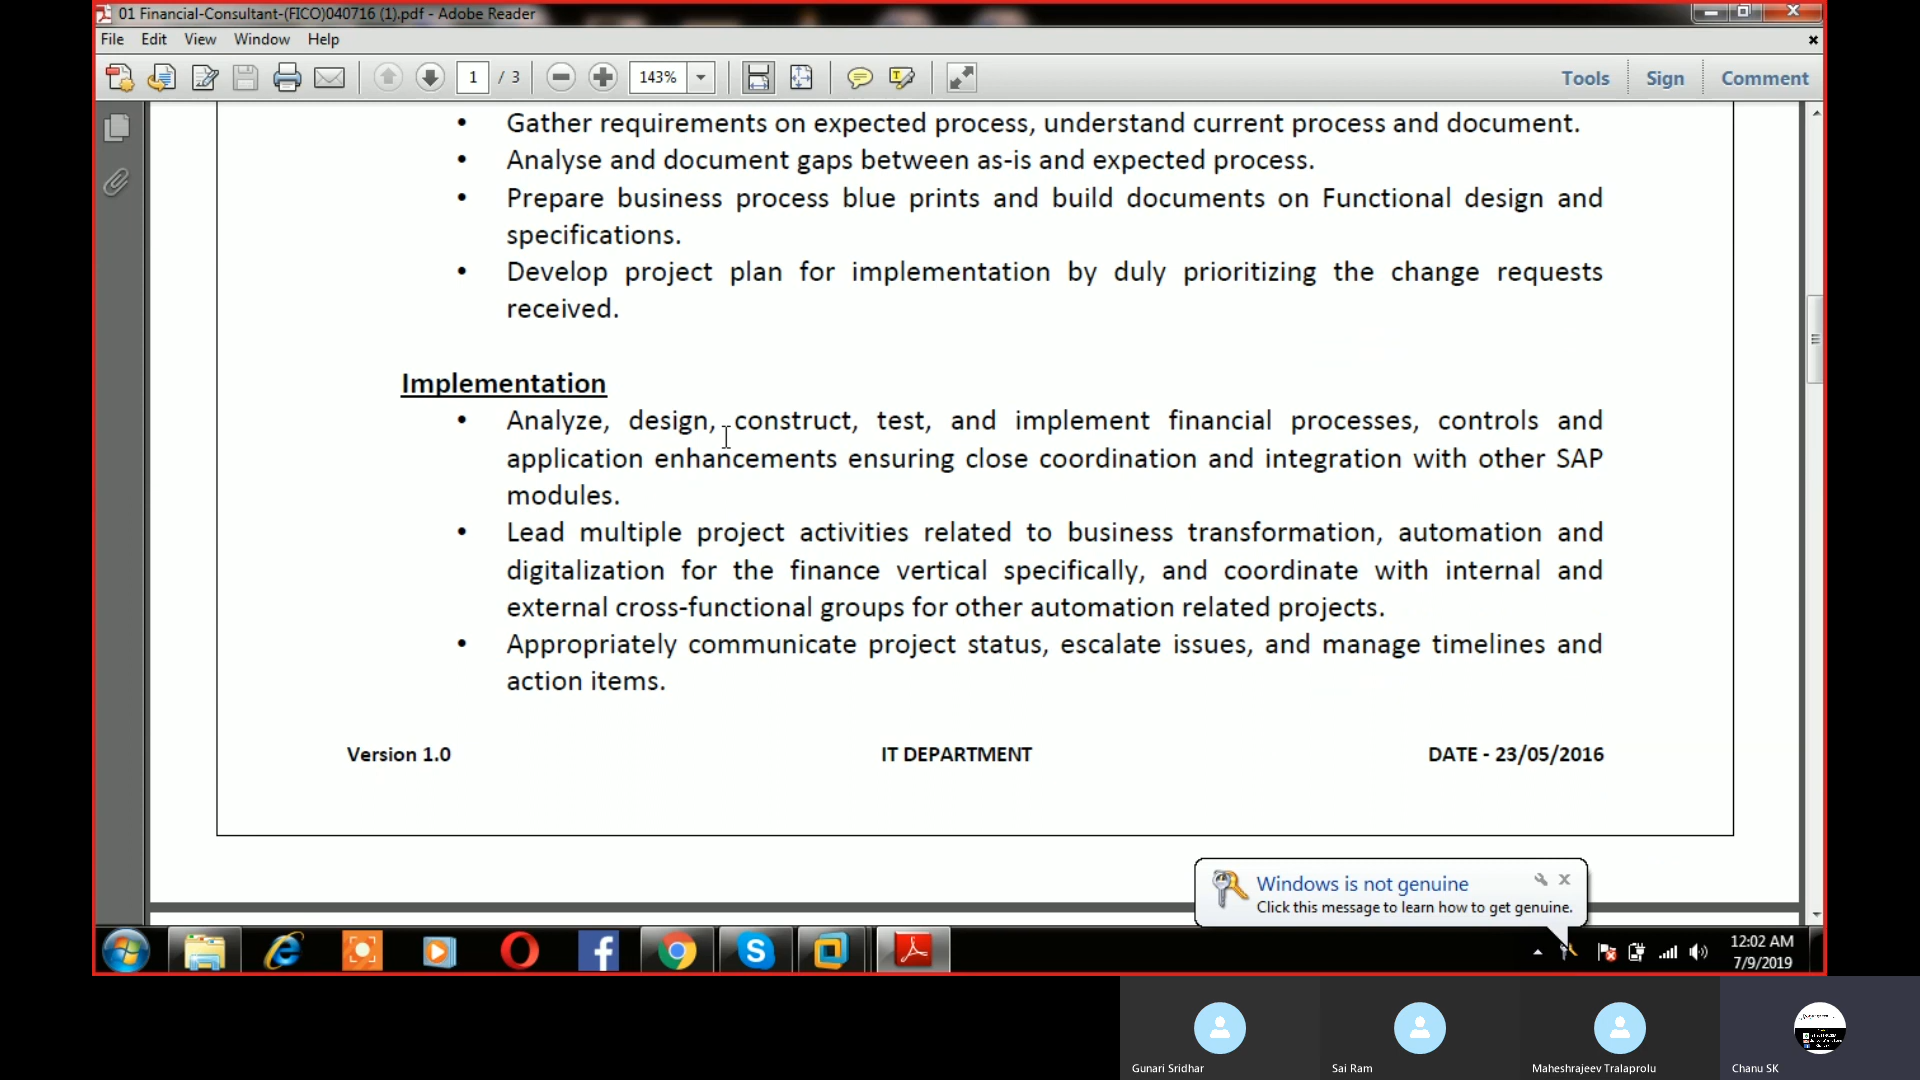 01 Financial-Consultant-(FICO)040716 (1).pdf - Adobe Reader
File Edit View Window Help
1 / 3 143% Tools Sign Comment
• Gather requirements on expected process, understand current process and document.
• Analyse and document gaps between as-is and expected process.
• Prepare business process blue prints and build documents on Functional design and
specifications.
• Develop project plan for implementation by duly prioritizing the change requests
received.
Implementation
• Analyze, design, construct, test, and implement financial processes, controls and
application enhancements ensuring close coordination and integration with other SAP
modules.
• Lead multiple project activities related to business transformation, automation and
digitalization for the finance vertical specifically, and coordinate with internal and
external cross-functional groups for other automation related projects.
• Appropriately communicate project status, escalate issues, and manage timelines and
action items.
Version 1.0 IT DEPARTMENT DATE - 23/05/2016
Windows is not genuine
Click this message to learn how to get genuine.
12:02 AM
7/9/2019
Gunari Sridhar Sai Ram Maheshrajeev Tralaprolu Chanu SK